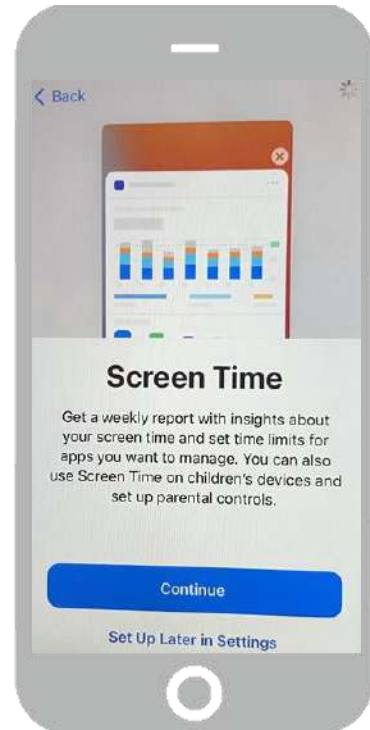 Back
Screen Time
Get a weekly report with insights about
your screen time and set time limits for
apps you want to manage. You can also
use Screen Time on children's devices and
set up parental controls.
Continue
Set Up Later in Settings